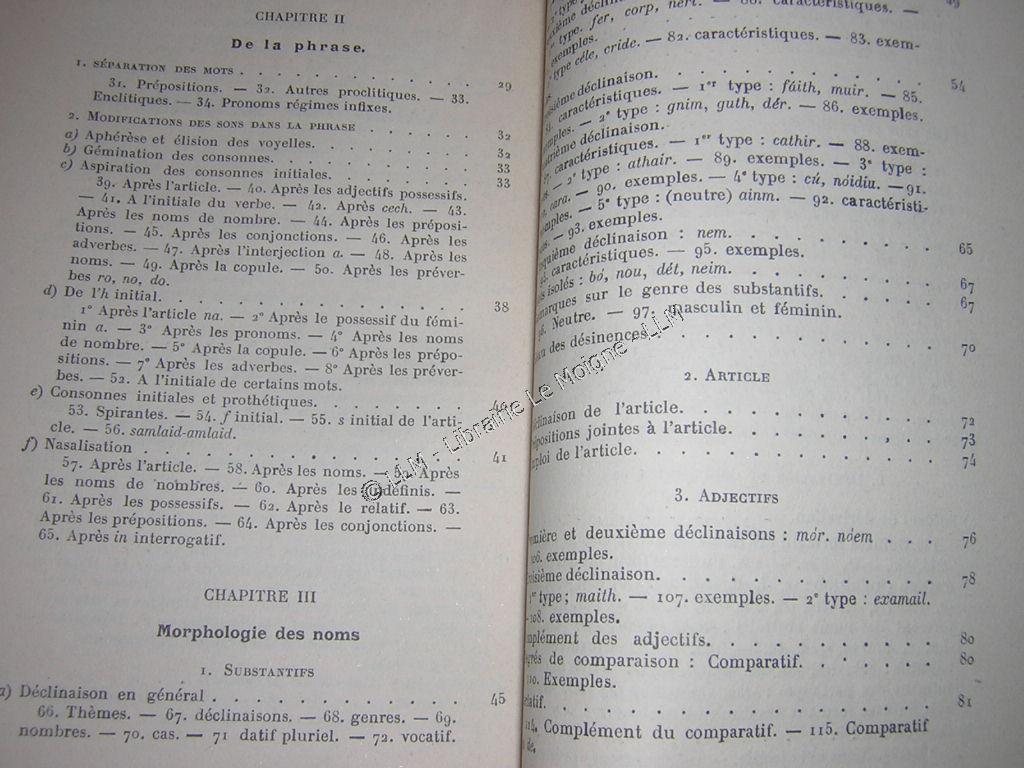 CHAPITRE II
De la phrase.
1. SÉPARATION DES MOTS . . . . . . . . . . . 29
31. Prépositions. — 32. Autres proclitiques. — 33.
Enclitiques. — 34. Pronoms régimes infixes.
2. MODIFICATIONS DES SONS DANS LA PHRASE . . . . . 32
a) Aphérèse et élision des voyelles. . . . . . . . 32
b) Gémination des consonnes. . . . . . . . . 33
c) Aspiration des consonnes initiales. . . . . . . 33
39. Après l'article. — 40. Après les adjectifs possessifs.
— 41. A l'initiale du verbe. — 42. Après cech. — 43.
Après les noms de nombre. — 44. Après les préposi-
tions. — 45. Après les conjonctions. — 46. Après les
adverbes. — 47. Après l'interjection a. — 48. Après les
noms. — 49. Après la copule. — 50. Après les préver-
bes ro, no, do.
d) De l'h initial. . . . . . . . . . . . . 38
1° Après l'article na. — 2° Après le possessif du fémi-
nin a. — 3° Après les pronoms. — 4° Après les noms
de nombre. — 5° Après la copule. — 6° Après les prépo-
sitions. — 7° Après les adverbes. — 8° Après les préver-
bes. — 52. A l'initiale de certains mots.
e) Consonnes initiales et prothétiques. . . . . . . 40
53. Spirantes. — 54. f initial. — 55. s initial de l'arti-
cle. — 56. samlaid-amlaid.
f) Nasalisation . . . . . . . . . . . . . 41
57. Après l'article. — 58. Après les noms. — 59. Après
les noms de nombres. — 60. Après les indéfinis. —
61. Après les possessifs. — 62. Après le relatif. — 63.
Après les prépositions. — 64. Après les conjonctions. —
65. Après in interrogatif.
CHAPITRE III
Morphologie des noms
1. SUBSTANTIFS
a) Déclinaison en général . . . . . . . . . . 45
66. Thèmes. — 67. déclinaisons. — 68. genres. — 69.
nombres. — 70. cas. — 71 datif pluriel. — 72. vocatif.
type. fer, corp, nert. — 80. caractéristiques. — 49
exemples.
type céle, cride. — 82. caractéristiques. — 83. exem-
déclinaison. . . . . . . . . . . 54
caractéristiques. — 1er type : fáith, muir. — 85.
— 2e type : gnim, guth, dér. — 86. exemples.
déclinaison.
caractéristiques. — 1er type : cathir. — 88. exem-
— 2e type : athair. — 89. exemples. — 3e type :
cara. — 90. exemples. — 4e type : cú, nóidiu. — 91.
— 5e type : (neutre) ainm. — 92. caractéristi-
— 93. exemples.
déclinaison : nem. . . . . . . . . . 65
caractéristiques. — 95. exemples.
isolés : bó, nou, dét, neim. . . . . . . . . 67
sur le genre des substantifs. . . . . . 67
Neutre. — 97. masculin et féminin.
des désinences. . . . . . . . . . . 70
2. ARTICLE
de l'article. . . . . . . . . . . 72
jointes à l'article. . . . . . . . . 73
de l'article. . . . . . . . . . . . 74
3. ADJECTIFS
et deuxième déclinaisons : mór. nóem . . . 76
exemples.
déclinaison. . . . . . . . . . . . 78
type ; maith. — 107. exemples. — 2e type : examail.
108. exemples.
des adjectifs. . . . . . . . . . 80
de comparaison : Comparatif. . . . . . . 80
110. Exemples.
. . . . . . . . . . . . . . 81
114. Complément du comparatif. — 115. Comparatif
de.
© LLM - Librairie Le Moigne - LLM